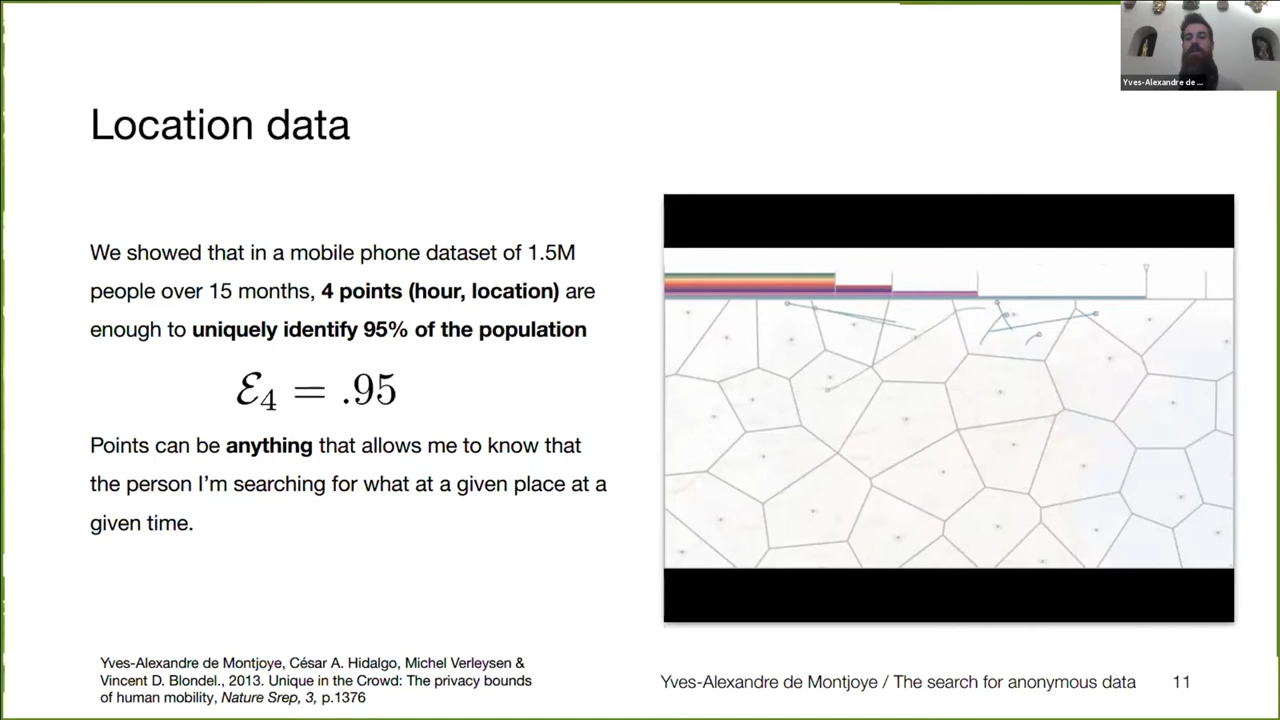 Yves-Alexandre de ...
Location data
We showed that in a mobile phone dataset of 1.5M
people over 15 months, 4 points (hour, location) are
enough to uniquely identify 95% of the population
ℰ₄ = .95
Points can be anything that allows me to know that
the person I'm searching for what at a given place at a
given time.
Yves-Alexandre de Montjoye, César A. Hidalgo, Michel Verleysen &
Vincent D. Blondel., 2013. Unique in the Crowd: The privacy bounds
of human mobility, Nature Srep, 3, p.1376
Yves-Alexandre de Montjoye / The search for anonymous data 11